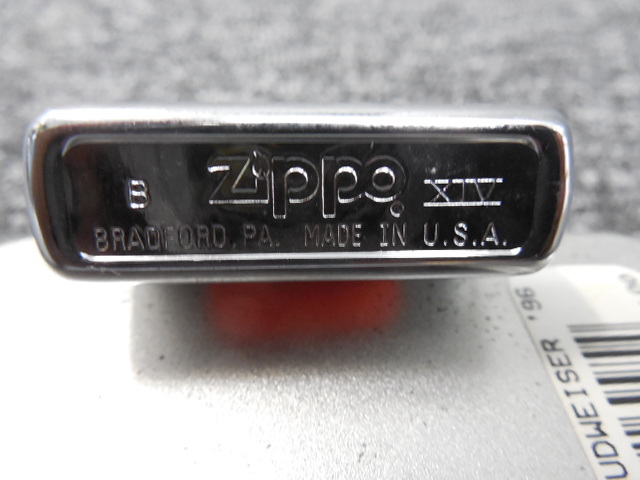 B zippo XIV
BRADFORD, PA. MADE IN U.S.A.
UDWEISER '96